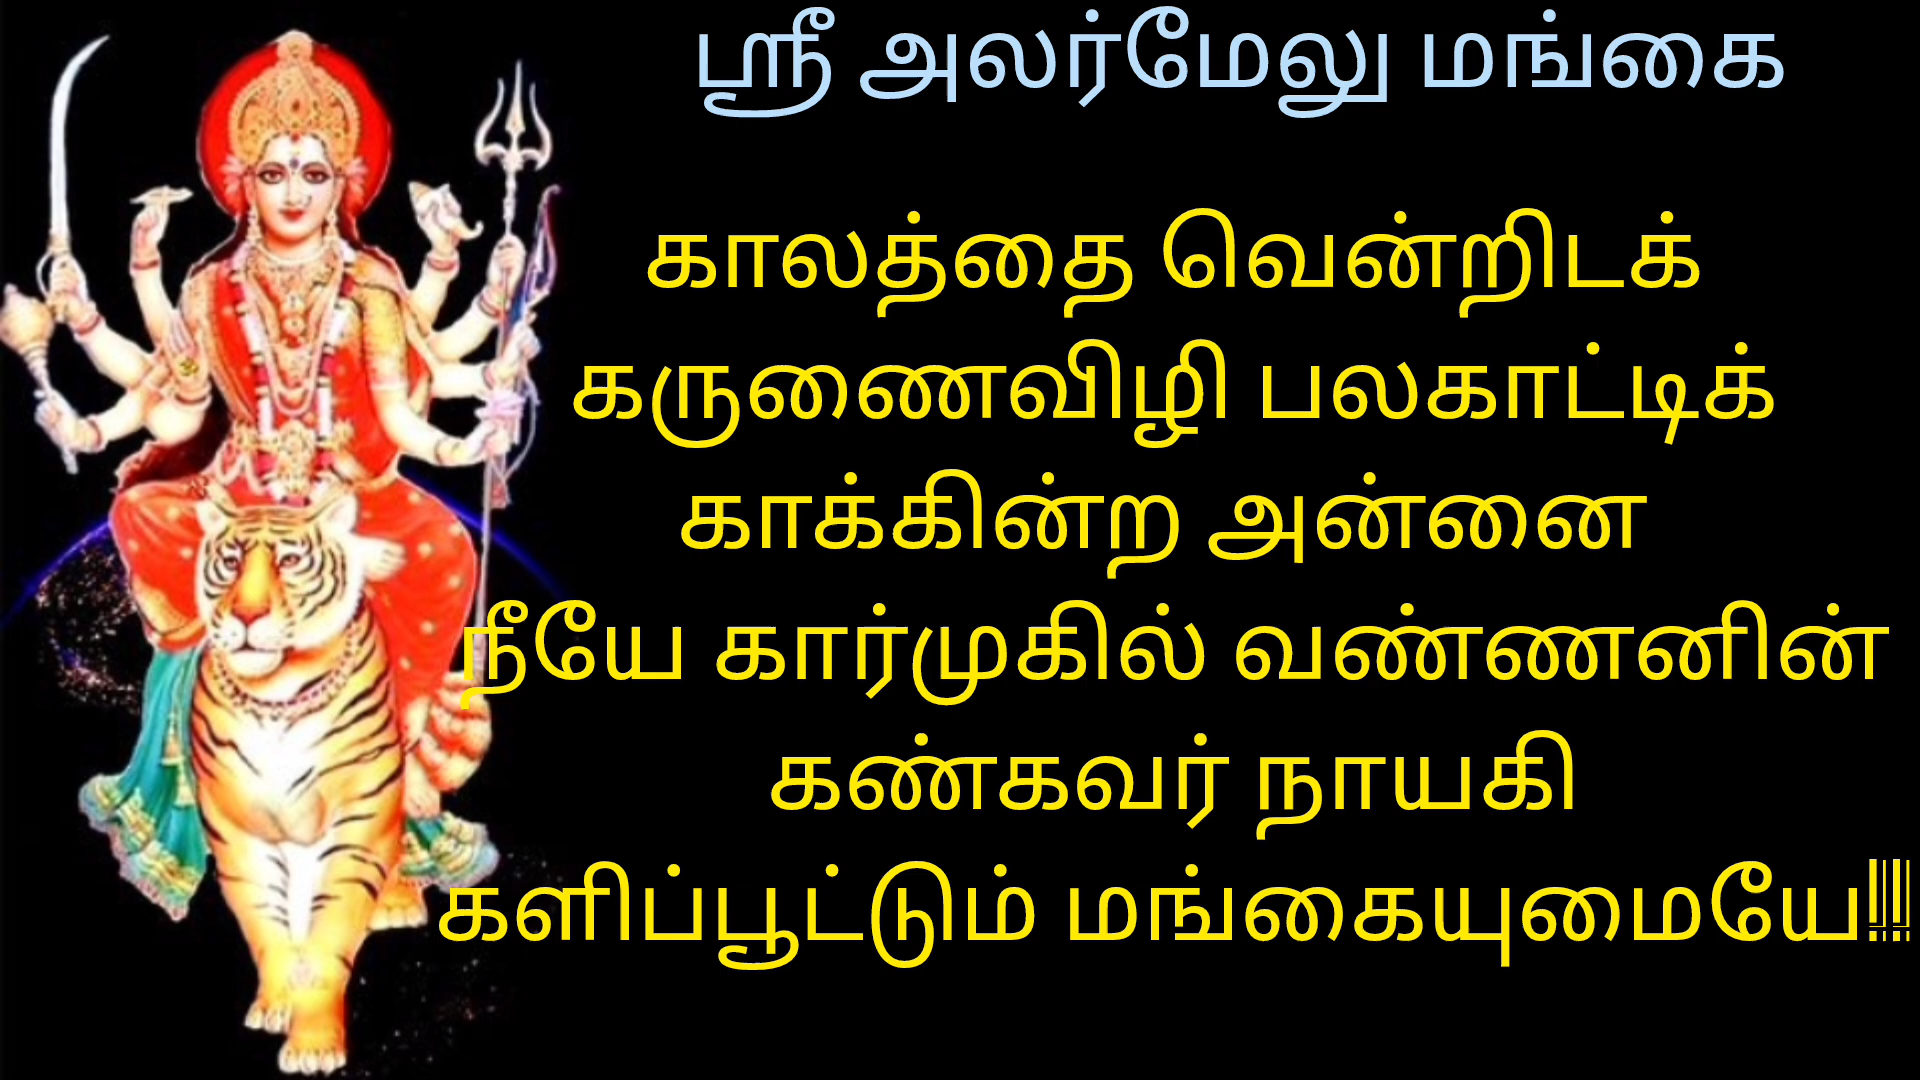 ஸ்ரீ அலர்மேலு மங்கை
காலத்தை வென்றிடக்
கருணைவிழி பலகாட்டிக்
காக்கின்ற அன்னை
நீயே கார்முகில் வண்ணனின்
கண்கவர் நாயகி
களிப்பூட்டும் மங்கையுமையே!!!